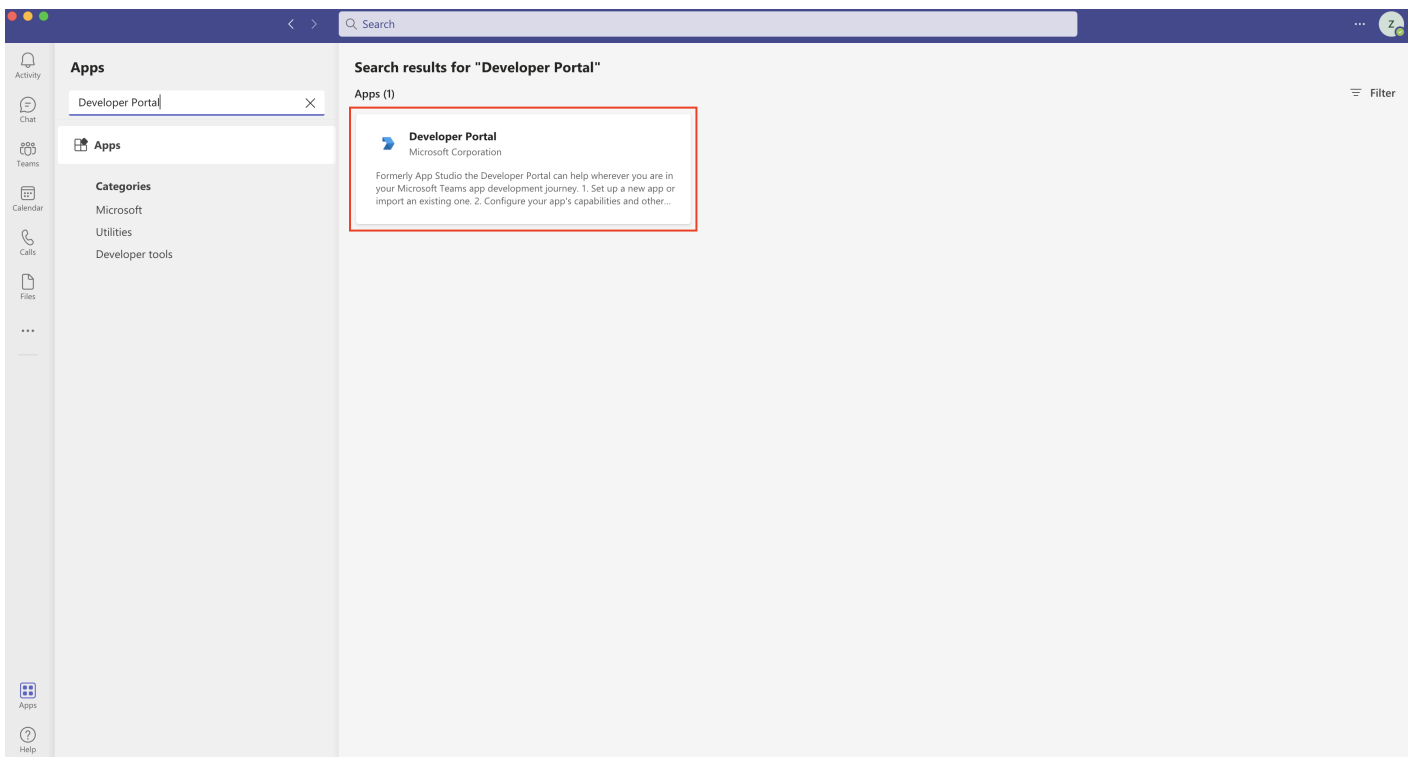 Search
...
Z
Activity
Chat
Teams
Calendar
Calls
Files
...
Apps
Help
Apps
Developer Portal
Apps
Categories
Microsoft
Utilities
Developer tools
Search results for "Developer Portal"
Apps (1)
Filter
Developer Portal
Microsoft Corporation
Formerly App Studio the Developer Portal can help wherever you are in
your Microsoft Teams app development journey. 1. Set up a new app or
import an existing one. 2. Configure your app's capabilities and other...